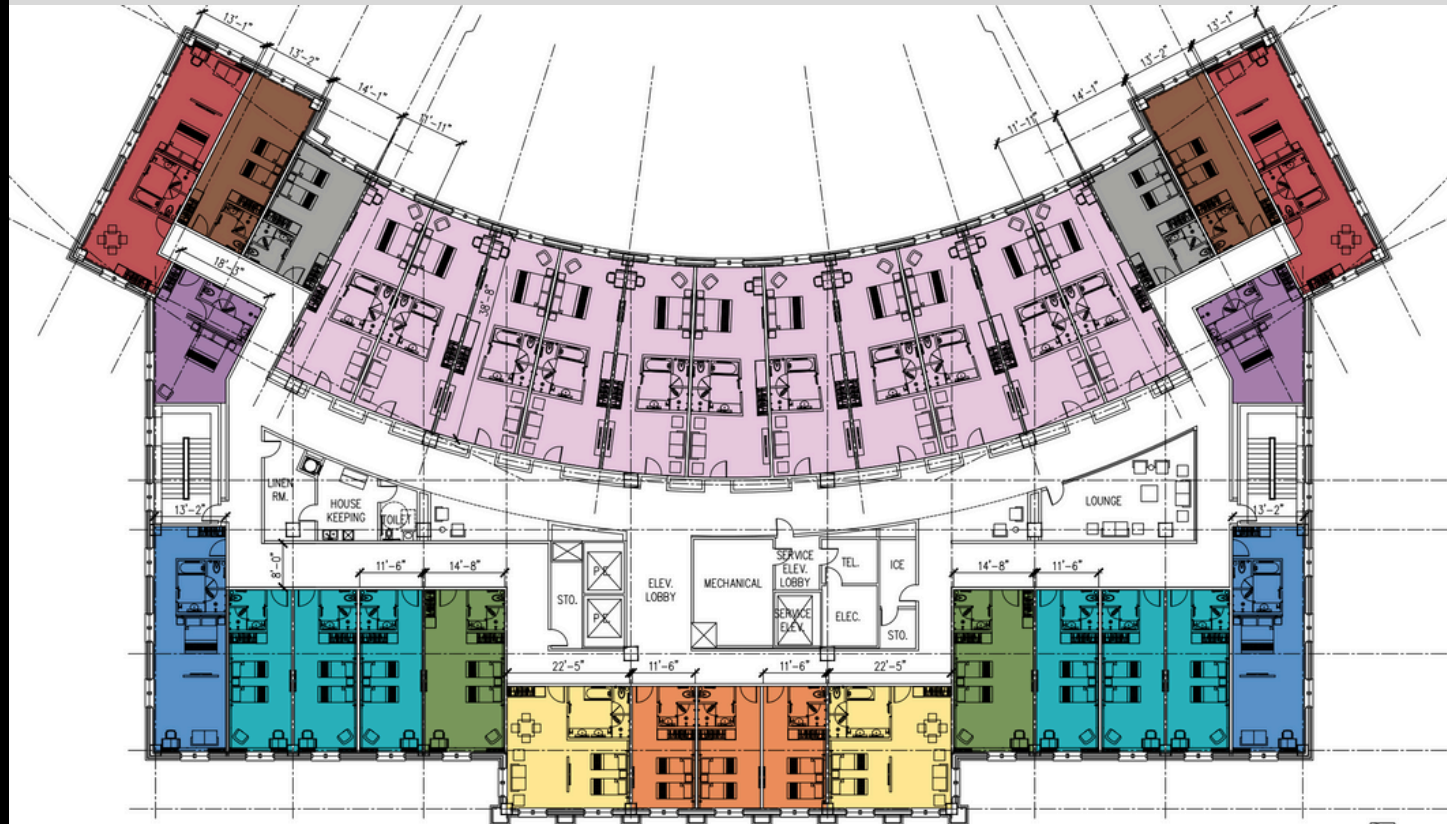 13'-1"
13'-2"
14'-1"
11'-11"
13'-1"
13'-2"
14'-1"
11'-11"
18'-3"
38'-8"
LINEN
RM.
HOUSE
KEEPING
TOILET
LOUNGE
13'-2"
13'-2"
8'-0"
11'-6"
14'-8"
STO.
P.E.
P.E.
ELEV.
LOBBY
MECHANICAL
SERVICE
ELEV.
LOBBY
SERVICE
ELEV.
TEL.
ELEC.
ICE
STO.
14'-8"
11'-6"
22'-5"
11'-6"
11'-6"
22'-5"